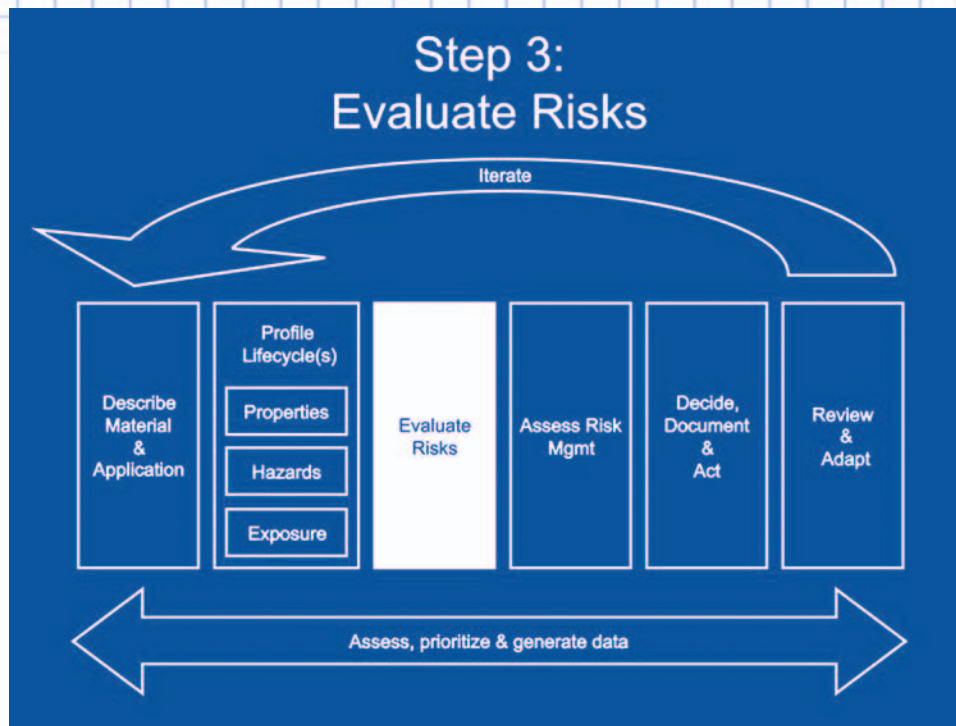 Step 3:
Evaluate Risks
Iterate
Describe
Material
&
Application
Profile
Lifecycle(s)
Properties
Hazards
Exposure
Evaluate
Risks
Assess Risk
Mgmt
Decide,
Document
&
Act
Review
&
Adapt
Assess, prioritize & generate data